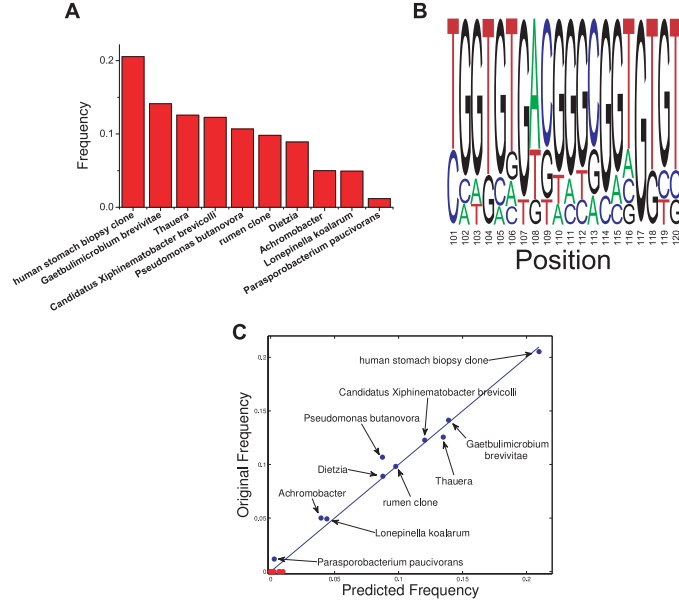 A
B
0.2
0.1
0.0
Frequency
human stomach biopsy clone
Gaetbulimicrobium brevitae
Thauera
Candidatus Xiphinematobacter brevicolli
Pseudomonas butanovora
rumen clone
Dietzia
Achromobacter
Lonepinella koalarum
Parasporobacterium paucivorans
101 102 103 104 105 106 107 108 109 110 111 112 113 114 115 116 117 118 119 120
Position
C
0.2
0.15
0.1
0.05
0
Original Frequency
human stomach biopsy clone
Candidatus Xiphinematobacter brevicolli
Pseudomonas butanovora
Gaetbulimicrobium
brevivitae
Dietzia
Thauera
rumen clone
Achromobacter
Lonepinella koalarum
Parasporobacterium paucivorans
0 0.05 0.1 0.15 0.2
Predicted Frequency